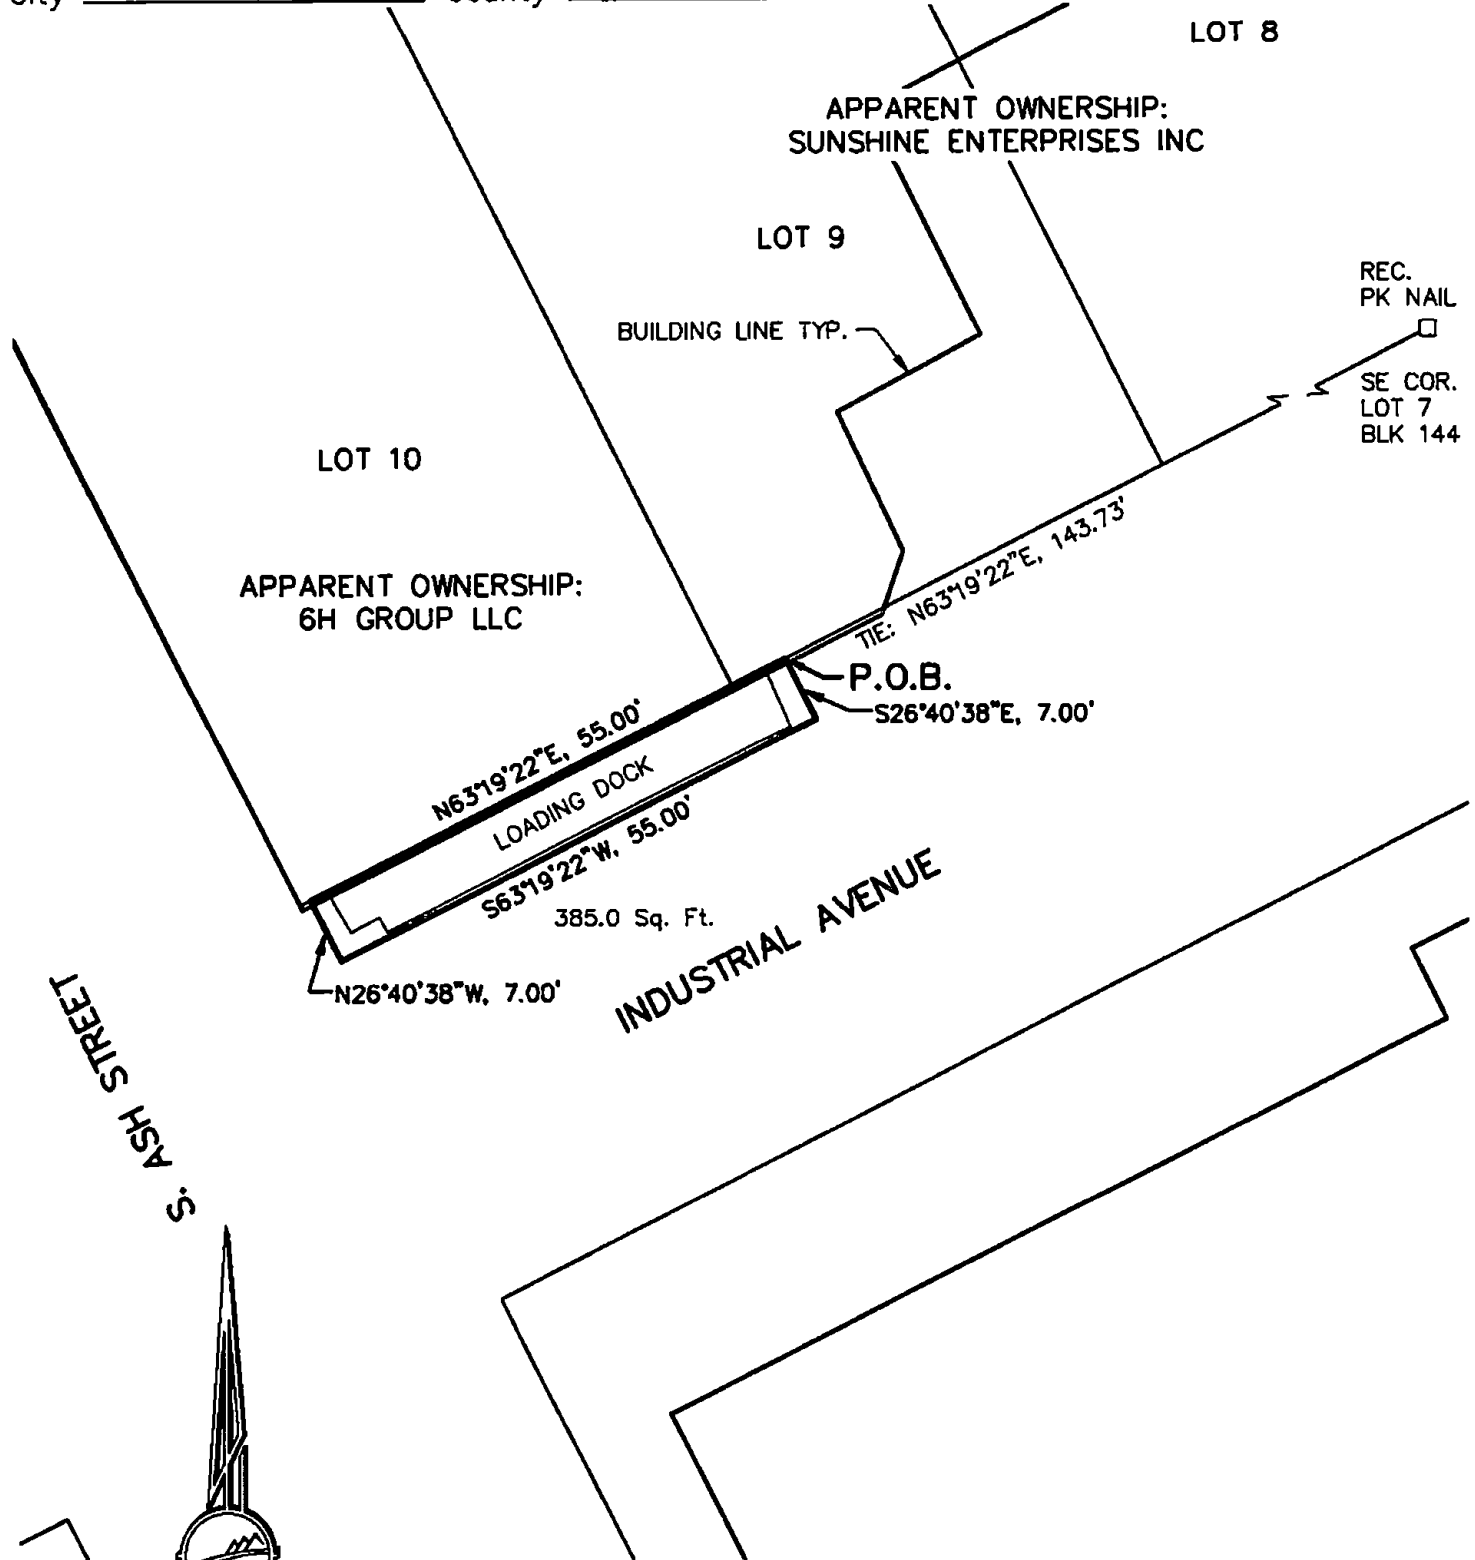 County
LOT 8
APPARENT OWNERSHIP:
SUNSHINE ENTERPRISES INC
LOT 9
REC.
PK NAIL
BUILDING LINE TYP.
SE COR.
LOT 7
BLK 144
LOT 10
TIE: N63°19'22"E, 143.73'
APPARENT OWNERSHIP:
6H GROUP LLC
P.O.B.
S26°40'38"E, 7.00'
N63°19'22"E, 55.00'
LOADING DOCK
S63°19'22"W, 55.00'
385.0 Sq. Ft.
INDUSTRIAL AVENUE
N26°40'38"W, 7.00'
S. ASH STREET